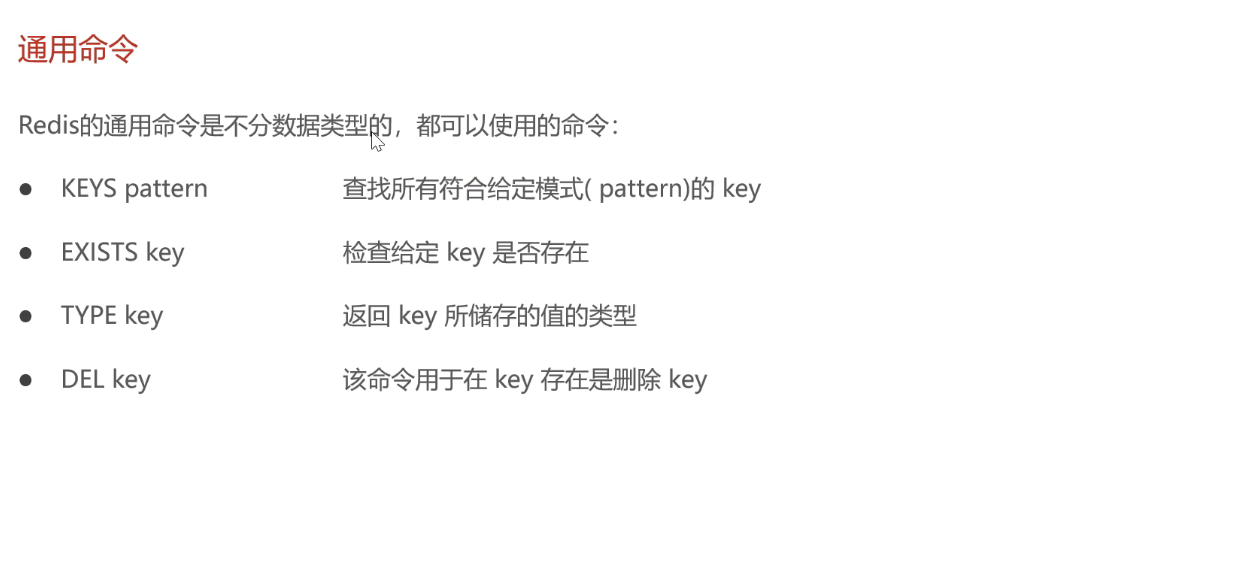 通用命令
Redis的通用命令是不分数据类型的，都可以使用的命令：
● KEYS pattern 查找所有符合给定模式( pattern)的 key
● EXISTS key 检查给定 key 是否存在
● TYPE key 返回 key 所储存的值的类型
● DEL key 该命令用于在 key 存在是删除 key